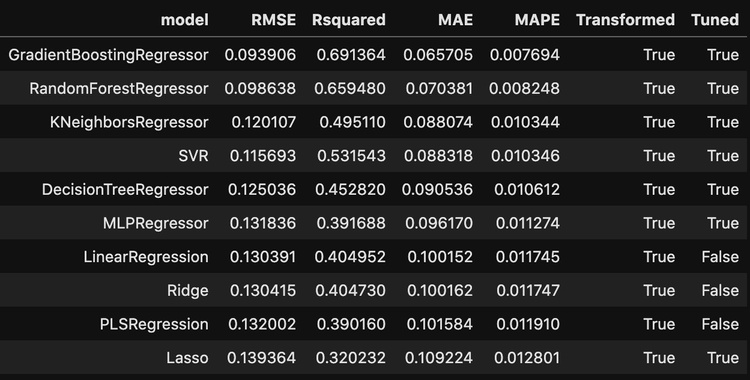 model RMSE Rsquared MAE MAPE Transformed Tuned
GradientBoostingRegressor 0.093906 0.691364 0.065705 0.007694 True True
RandomForestRegressor 0.098638 0.659480 0.070381 0.008248 True True
KNeighborsRegressor 0.120107 0.495110 0.088074 0.010344 True True
SVR 0.115693 0.531543 0.088318 0.010346 True True
DecisionTreeRegressor 0.125036 0.452820 0.090536 0.010612 True True
MLPRegressor 0.131836 0.391688 0.096170 0.011274 True True
LinearRegression 0.130391 0.404952 0.100152 0.011745 True False
Ridge 0.130415 0.404730 0.100162 0.011747 True False
PLSRegression 0.132002 0.390160 0.101584 0.011910 True False
Lasso 0.139364 0.320232 0.109224 0.012801 True True